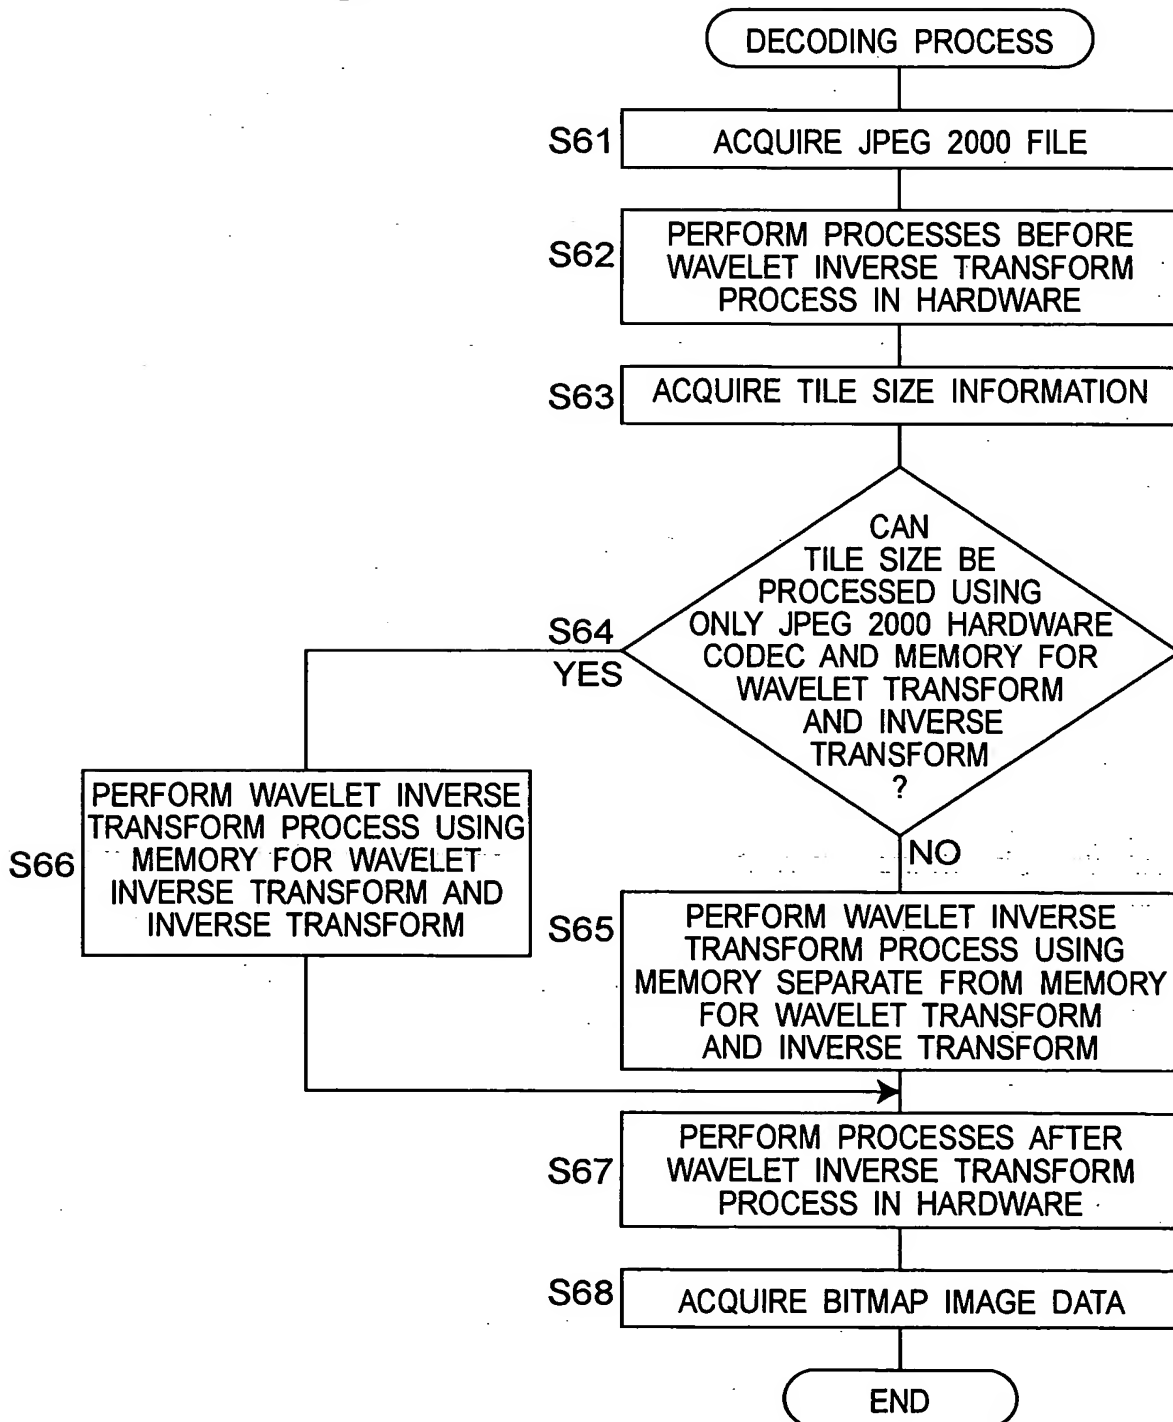 DECODING PROCESS
S61
ACQUIRE JPEG 2000 FILE
S62
PERFORM PROCESSES BEFORE
WAVELET INVERSE TRANSFORM
PROCESS IN HARDWARE
S63
ACQUIRE TILE SIZE INFORMATION
S64
CAN
TILE SIZE BE
PROCESSED USING
ONLY JPEG 2000 HARDWARE
CODEC AND MEMORY FOR
WAVELET TRANSFORM
AND INVERSE
TRANSFORM
?
YES
S66
PERFORM WAVELET INVERSE
TRANSFORM PROCESS USING
MEMORY FOR WAVELET
INVERSE TRANSFORM AND
INVERSE TRANSFORM
NO
S65
PERFORM WAVELET INVERSE
TRANSFORM PROCESS USING
MEMORY SEPARATE FROM MEMORY
FOR WAVELET TRANSFORM
AND INVERSE TRANSFORM
S67
PERFORM PROCESSES AFTER
WAVELET INVERSE TRANSFORM
PROCESS IN HARDWARE
S68
ACQUIRE BITMAP IMAGE DATA
END